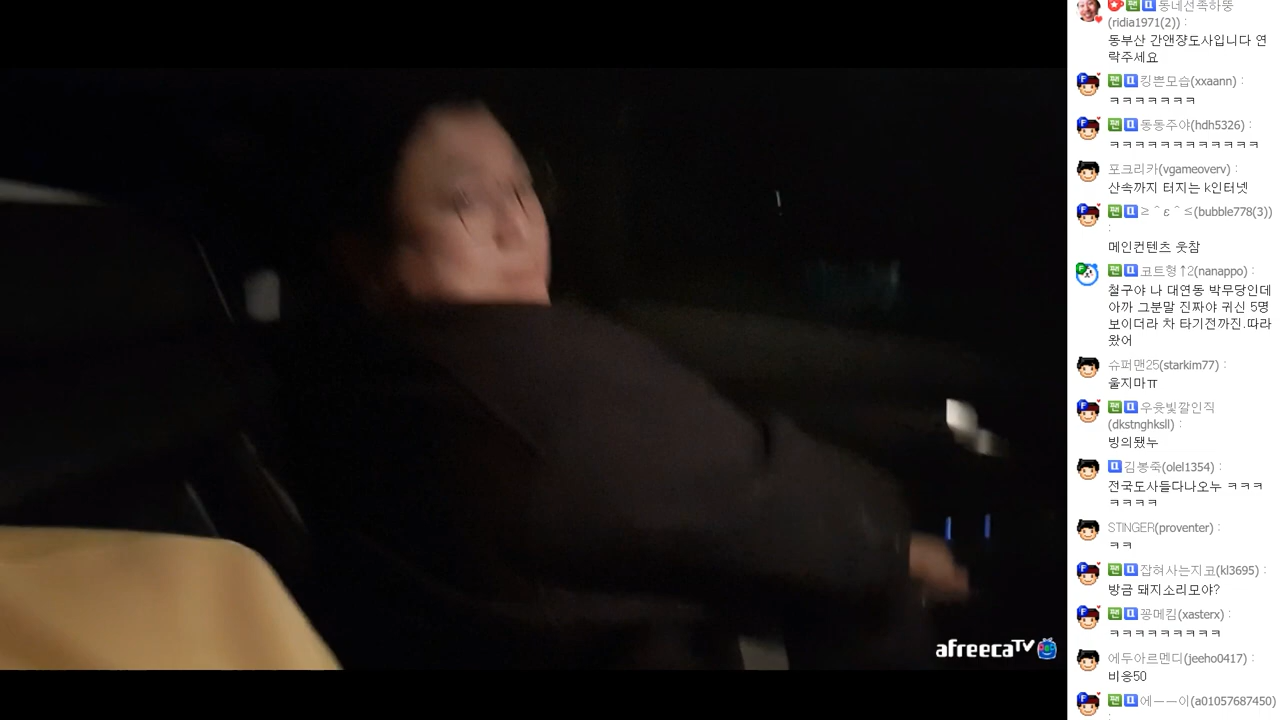 동네선족하뚱
(ridia1971(2)) :
동부산 간앤쟝도사입니다 연
락주세요
킹쁜모습(xxaann) :
ㅋㅋㅋㅋㅋㅋㅋ
동동주야(hdh5326) :
ㅋㅋㅋㅋㅋㅋㅋㅋㅋㅋㅋㅋ
포크리카(vgameoverv) :
산속까지 터지는 k인터넷
≥＾ε＾≤(bubble778(3))
:
메인컨텐츠 웃참
코트형↑2(nanappo) :
철구야 나 대연동 박무당인데
아까 그분말 진짜야 귀신 5명
보이더라 차 타기전까진.따라
왔어
슈퍼맨25(starkim77) :
울지마ㅠ
우윳빛깔인직
(dkstnghksll) :
빙의됐누
김봉죽(olel1354) :
전국도사들다나오누 ㅋㅋㅋ
ㅋㅋㅋㅋ
STINGER(proventer) :
ㅋㅋ
잡혀사는지코(kl3695) :
방금 돼지소리모야?
꽁메킴(xasterx) :
ㅋㅋㅋㅋㅋㅋㅋㅋㅋ
에두아르멘디(jeeho0417) :
비응50
afreecaTV
에ㅡㅡ이(a01057687450)
: